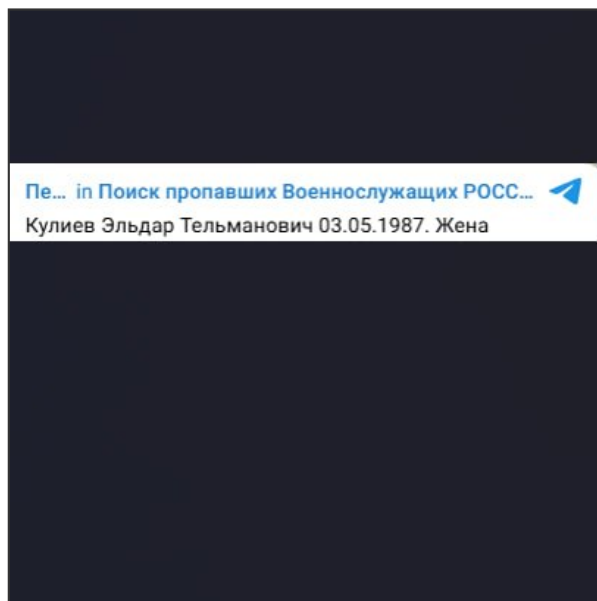 Пе... in Поиск пропавших Военнослужащих РОСС...
Кулиев Эльдар Тельманович 03.05.1987. Жена